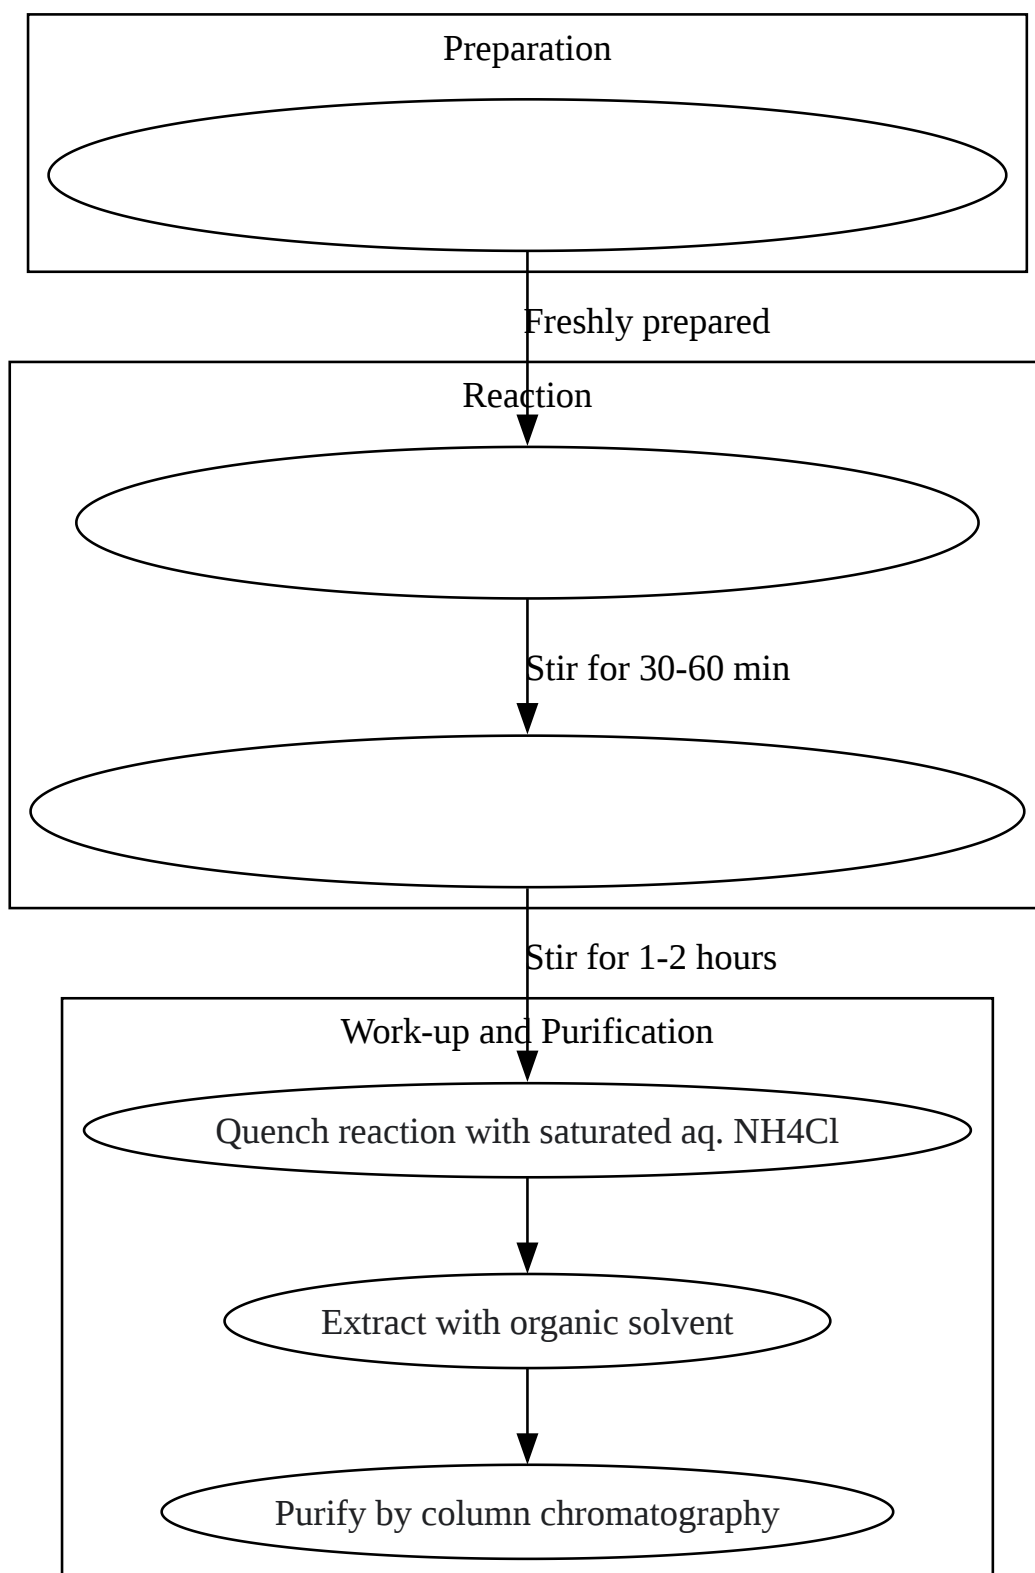 Preparation
Freshly prepared
Reaction
Stir for 30-60 min
Stir for 1-2 hours
Work-up and Purification
Quench reaction with saturated aq. NH4Cl
Extract with organic solvent
Purify by column chromatography